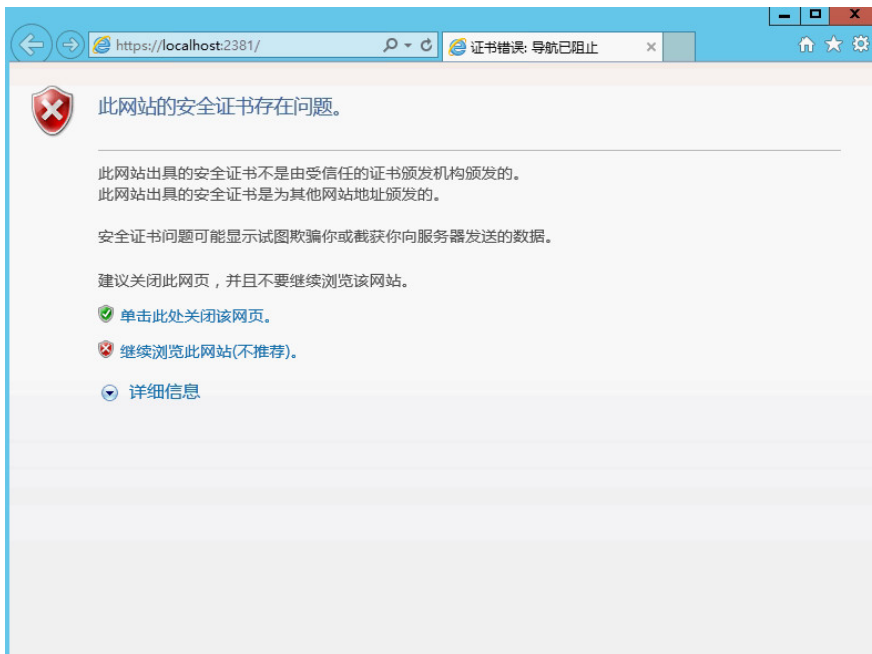 https://localhost:2381/
证书错误: 导航已阻止
此网站的安全证书存在问题。
此网站出具的安全证书不是由受信任的证书颁发机构颁发的。
此网站出具的安全证书是为其他网站地址颁发的。
安全证书问题可能显示试图欺骗你或截获你向服务器发送的数据。
建议关闭此网页，并且不要继续浏览该网站。
单击此处关闭该网页。
继续浏览此网站(不推荐)。
详细信息